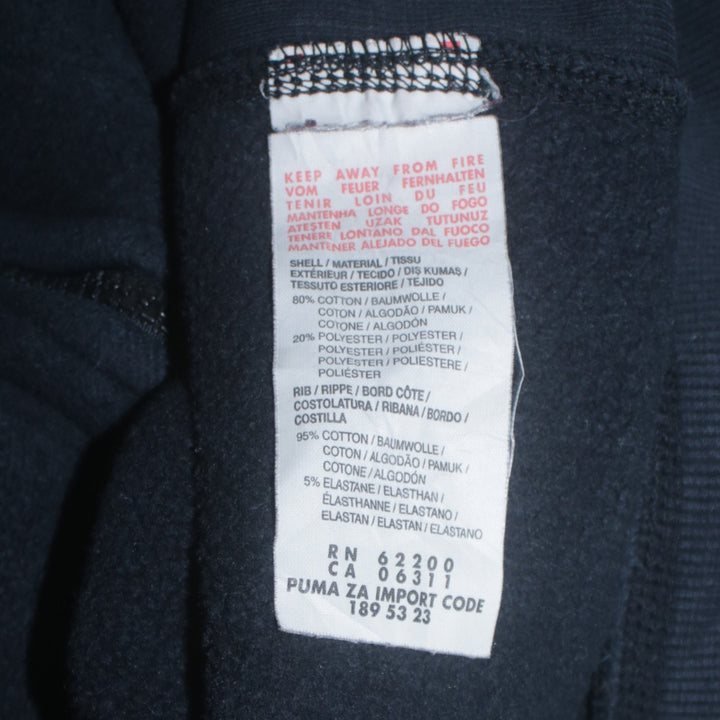 KEEP AWAY FROM FIRE
VOM FEUER FERNHALTEN
TENIR LOIN DU FEU
MANTENHA LONGE DO FOGO
ATEŞTEN UZAK TUTUNUZ
TENERE LONTANO DAL FUOCO
MANTENER ALEJADO DEL FUEGO
SHELL / MATERIAL / TISSU
EXTÉRIEUR / TECIDO / DIŞ KUMAŞ /
TESSUTO ESTERIORE / TEJIDO
80% COTTON / BAUMWOLLE /
COTON / ALGODÃO / PAMUK /
COTONE / ALGODÓN
20% POLYESTER / POLYESTER /
POLYESTER / POLIÉSTER /
POLYESTER / POLIESTERE /
POLIÉSTER
RIB / RIPPE / BORD CÔTE /
COSTOLATURA / RIBANA / BORDO /
COSTILLA
95% COTTON / BAUMWOLLE /
COTON / ALGODÃO / PAMUK /
COTONE / ALGODÓN
5% ELASTANE / ELASTHAN /
ÉLASTHANNE / ELASTANO /
ELASTAN / ELASTAN / ELASTANO
RN 62200
CA 06311
PUMA ZA IMPORT CODE
189 53 23